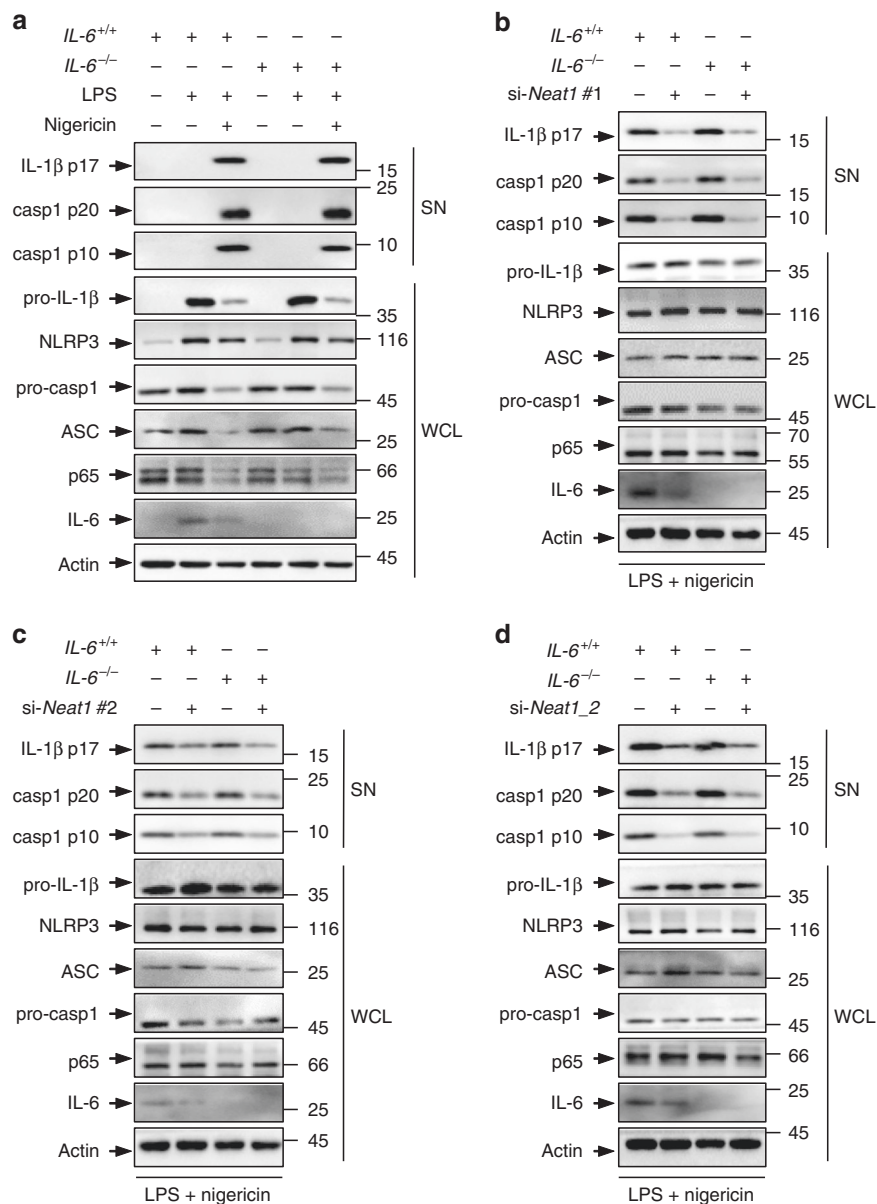 a
IL-6+/+ + + + – – –
IL-6−/− – – – + + +
LPS – + + – + +
Nigericin – – + – – +
IL-1β p17 15
casp1 p20 25
casp1 p10 10
SN
pro-IL-1β 35
NLRP3 116
pro-casp1 45
ASC 25
p65 66
IL-6 25
Actin 45
WCL
b
IL-6+/+ + + – –
IL-6−/− – – + +
si-Neat1 #1 – + – +
IL-1β p17 15
casp1 p20 15
casp1 p10 10
SN
pro-IL-1β 35
NLRP3 116
ASC 25
pro-casp1 45
p65 70 55
IL-6 25
Actin 45
WCL
LPS + nigericin
c
IL-6+/+ + + – –
IL-6−/− – – + +
si-Neat1 #2 – + – +
IL-1β p17 15
casp1 p20 25
casp1 p10 10
SN
pro-IL-1β 35
NLRP3 116
ASC 25
pro-casp1 45
p65 66
IL-6 25
Actin 45
WCL
LPS + nigericin
d
IL-6+/+ + + – –
IL-6−/− – – + +
si-Neat1_2 – + – +
IL-1β p17 15
casp1 p20 25
casp1 p10 10
SN
pro-IL-1β 35
NLRP3 116
ASC 25
pro-casp1 45
p65 66
IL-6 25
Actin 45
WCL
LPS + nigericin